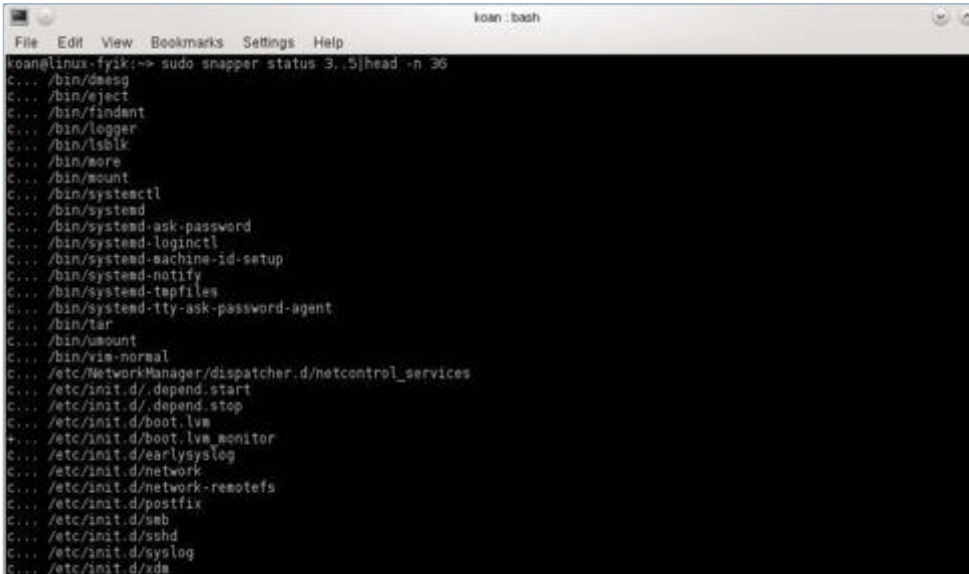 koan : bash
File Edit View Bookmarks Settings Help
koan@linux-fyik:~> sudo snapper status 3..5|head -n 36
c... /bin/dmesg
c... /bin/eject
c... /bin/findmnt
c... /bin/logger
c... /bin/lsblk
c... /bin/more
c... /bin/mount
c... /bin/systemctl
c... /bin/systemd
c... /bin/systemd-ask-password
c... /bin/systemd-loginctl
c... /bin/systemd-machine-id-setup
c... /bin/systemd-notify
c... /bin/systemd-tmpfiles
c... /bin/systemd-tty-ask-password-agent
c... /bin/tar
c... /bin/umount
c... /bin/vim-normal
c... /etc/NetworkManager/dispatcher.d/netcontrol_services
c... /etc/init.d/.depend.start
c... /etc/init.d/.depend.stop
c... /etc/init.d/boot.lvm
+... /etc/init.d/boot.lvm_monitor
c... /etc/init.d/earlysyslog
c... /etc/init.d/network
c... /etc/init.d/network-remotefs
c... /etc/init.d/postfix
c... /etc/init.d/smb
c... /etc/init.d/sshd
c... /etc/init.d/syslog
c... /etc/init.d/xdm